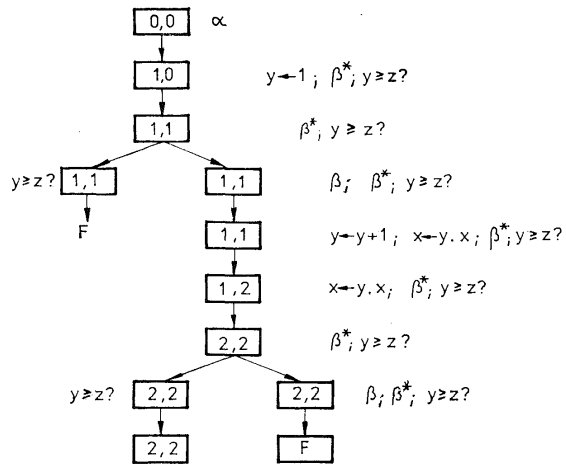 0,0 α
1,0 y←1; β*; y≥z?
1,1 β*; y≥z?
y≥z? 1,1 1,1 β; β*; y≥z?
F 1,1 y←y+1; x←y.x; β*; y≥z?
1,2 x←y.x; β*; y≥z?
2,2 β*; y≥z?
y≥z? 2,2 2,2 β; β*; y≥z?
2,2 F